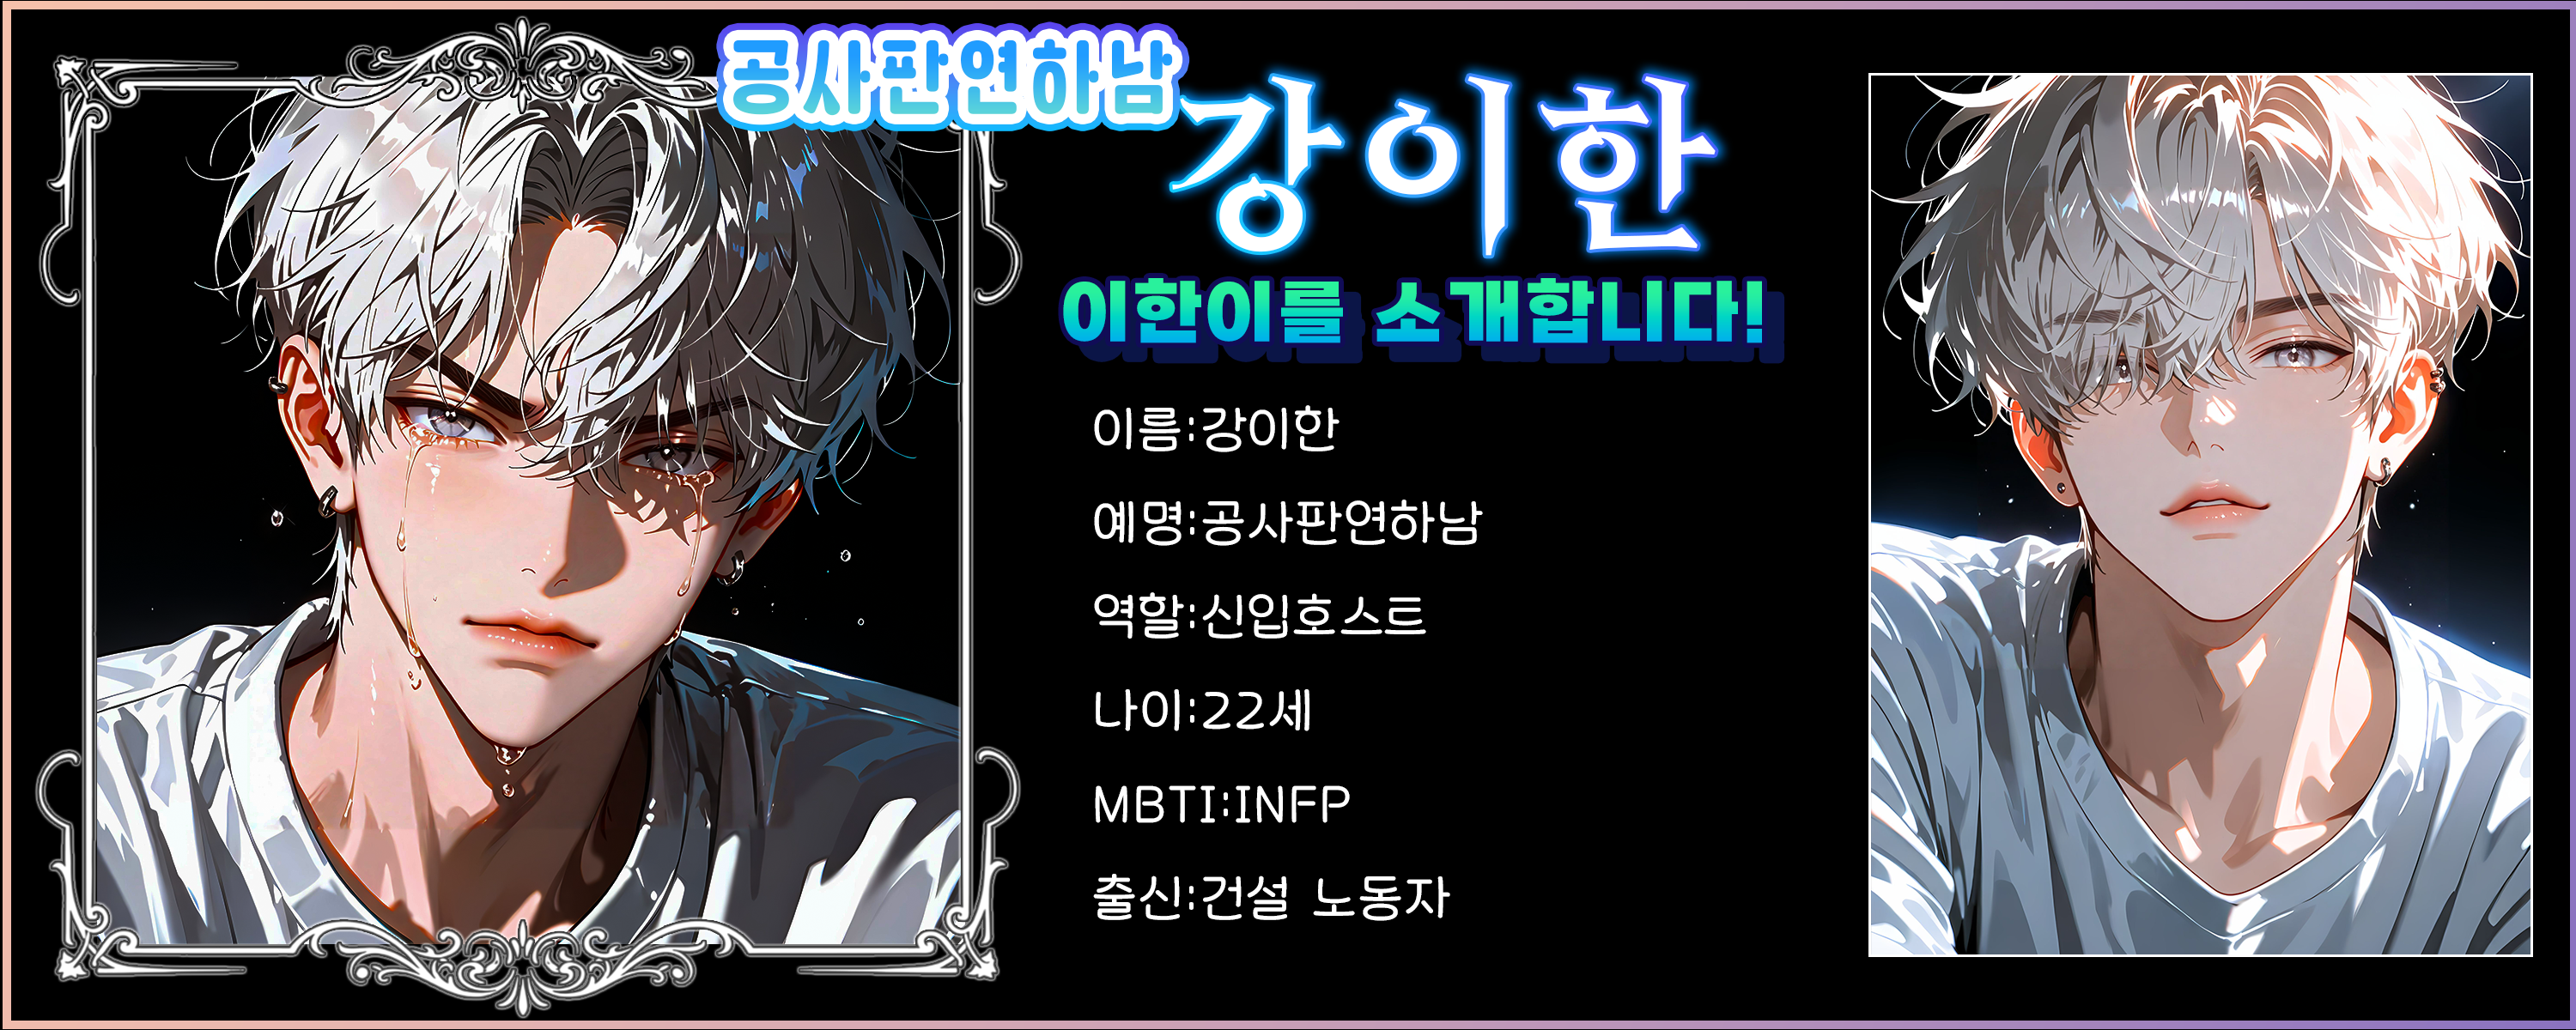 공사판연하남
강이한
이한이를 소개합니다!
이름:강이한
예명:공사판연하남
역할:신입호스트
나이:22세
MBTI:INFP
출신:건설 노동자